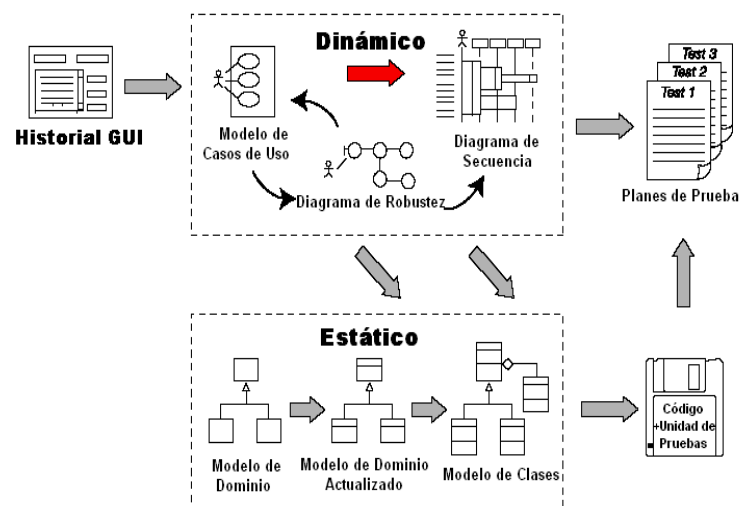 Dinámico
Historial GUI
Modelo de
Casos de Uso
Diagrama de Robustez
Diagrama de
Secuencia
Test 3
Test 2
Test 1
Planes de Prueba
Estático
Modelo de
Dominio
Modelo de Dominio
Actualizado
Modelo de Clases
Código
+Unidad de
Pruebas